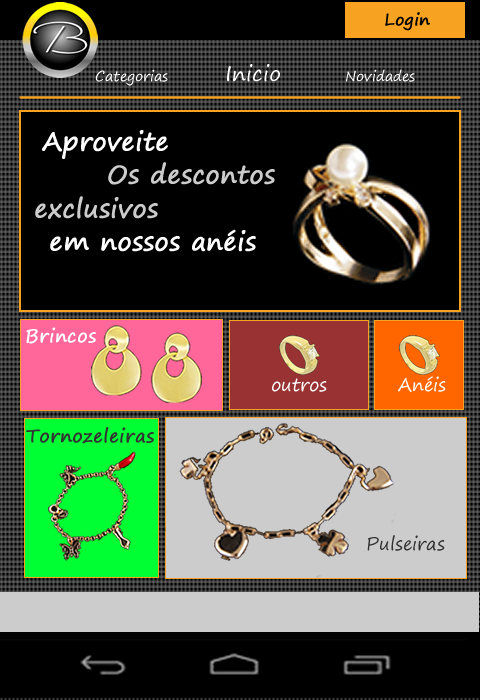 B
Login
Categorias
Inicio
Novidades
Aproveite
Os descontos
exclusivos
em nossos anéis
Brincos
outros
Anéis
Tornozeleiras
Pulseiras